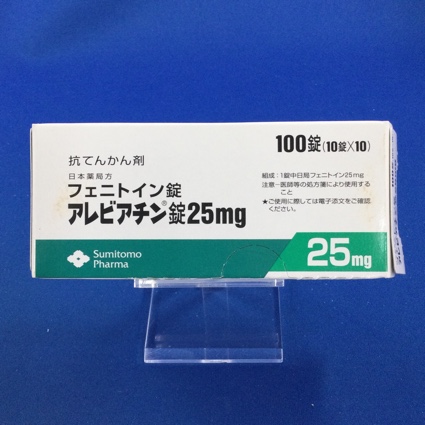 100錠(10錠×10)
抗てんかん剤
日本薬局方
フェニトイン錠
アレビアチン®錠25mg
組成:1錠中日局フェニトイン25mg
注意-医師等の処方箋により使用する
こと
★ご使用に際しては電子添文をご確認
ください。
Sumitomo
Pharma
25mg